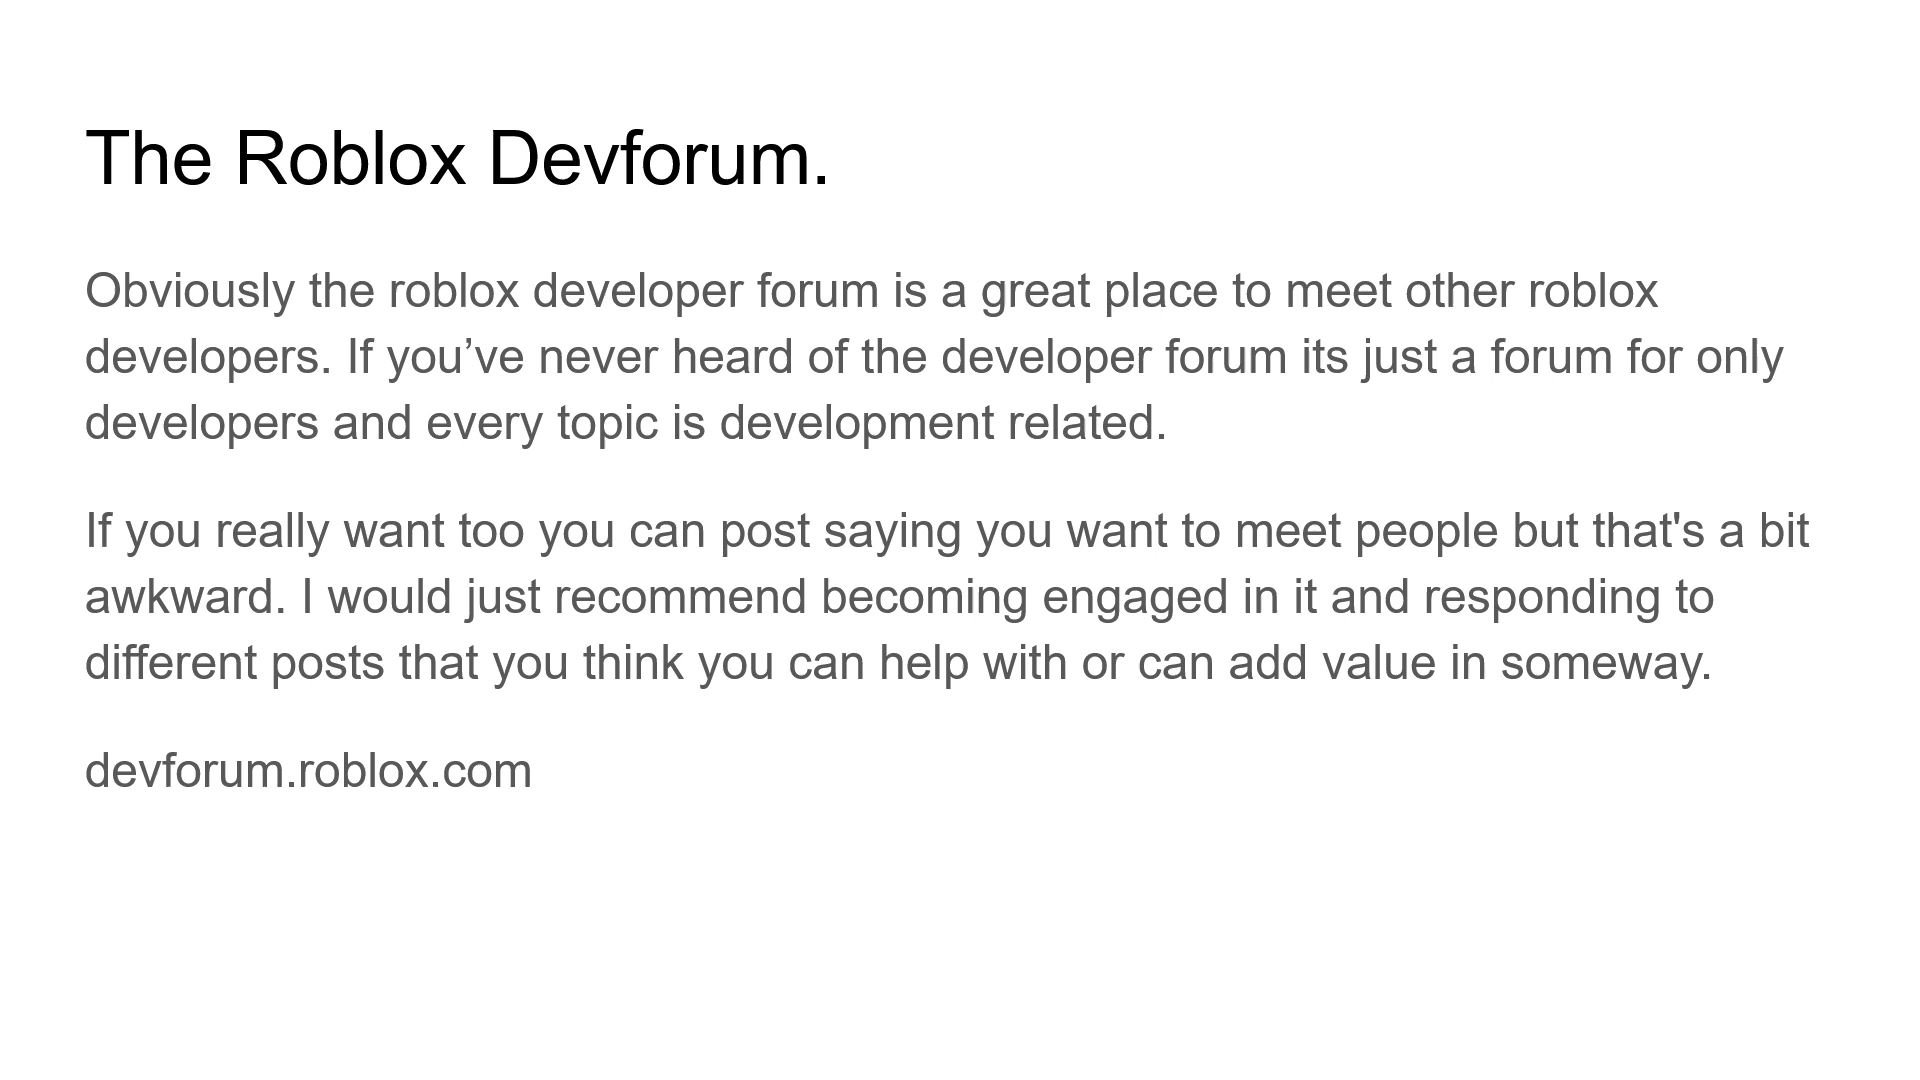 The Roblox Devforum.
Obviously the roblox developer forum is a great place to meet other roblox
developers. If you’ve never heard of the developer forum its just a forum for only
developers and every topic is development related.
If you really want too you can post saying you want to meet people but that's a bit
awkward. I would just recommend becoming engaged in it and responding to
different posts that you think you can help with or can add value in someway.
devforum.roblox.com